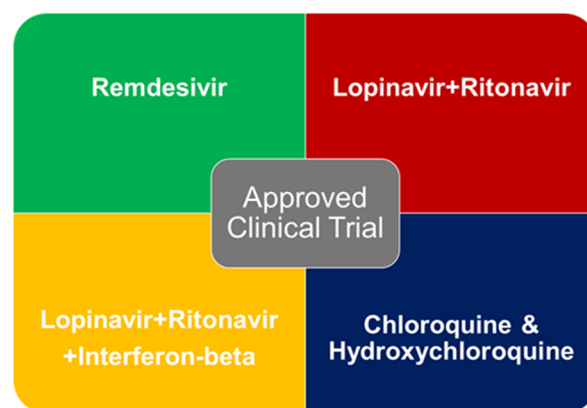 Remdesivir
Lopinavir+Ritonavir
Approved
Clinical Trial
Lopinavir+Ritonavir
+Interferon-beta
Chloroquine &
Hydroxychloroquine